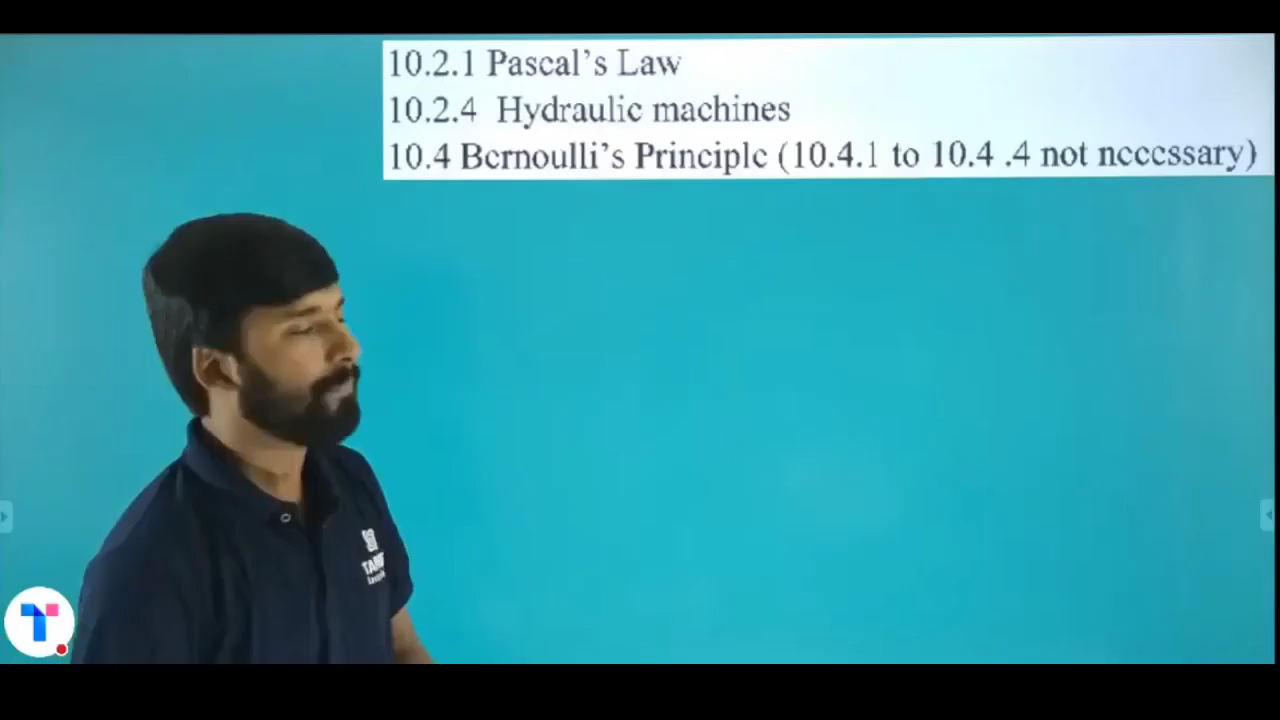 10.2.1 Pascal's Law
10.2.4 Hydraulic machines
10.4 Bernoulli's Principle (10.4.1 to 10.4 .4 not necessary)